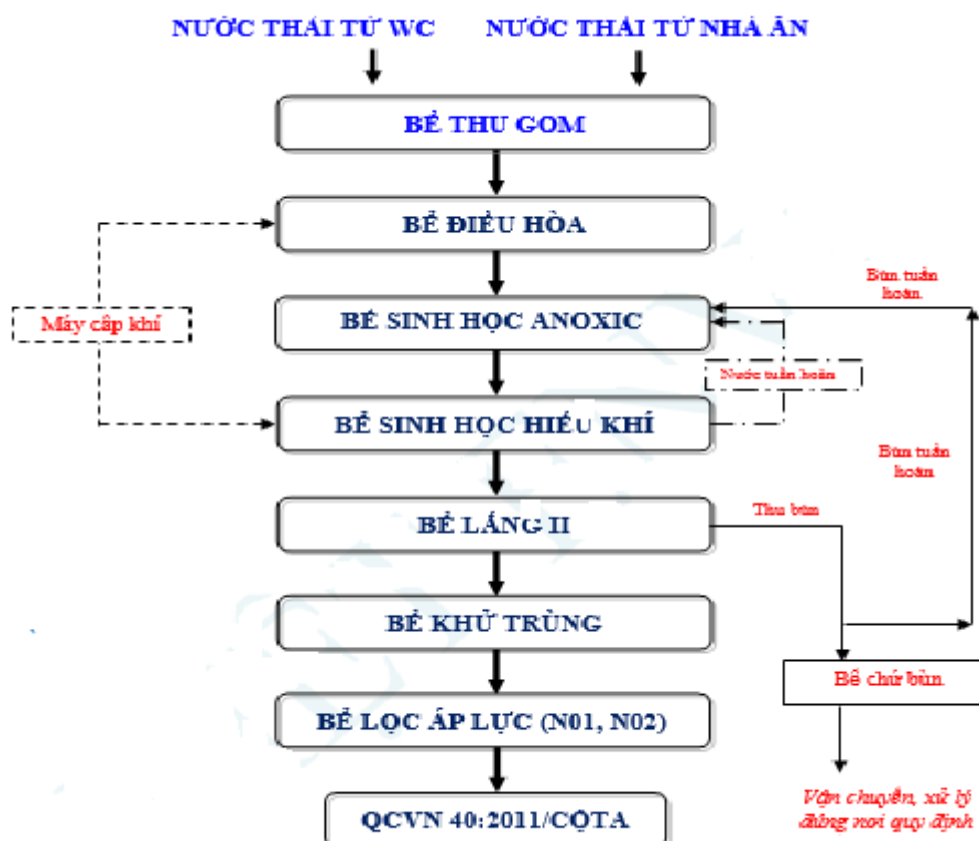 NƯỚC THẢI TỪ WC NƯỚC THẢI TỪ NHÀ ĂN
BỂ THU GOM
BỂ ĐIỀU HÒA
Bùn tuần
hoàn
Máy cấp khí
BỂ SINH HỌC ANOXIC
Nước tuần hoàn
BỂ SINH HỌC HIẾU KHÍ
Bùn tuần
hoàn
Thu bùn
BỂ LẮNG II
BỂ KHỬ TRÙNG
Bể chứ bùn
BỂ LỌC ÁP LỰC (N01, N02)
Vận chuyển, xử lý
đúng nơi quy định
QCVN 40:2011/CỘTA